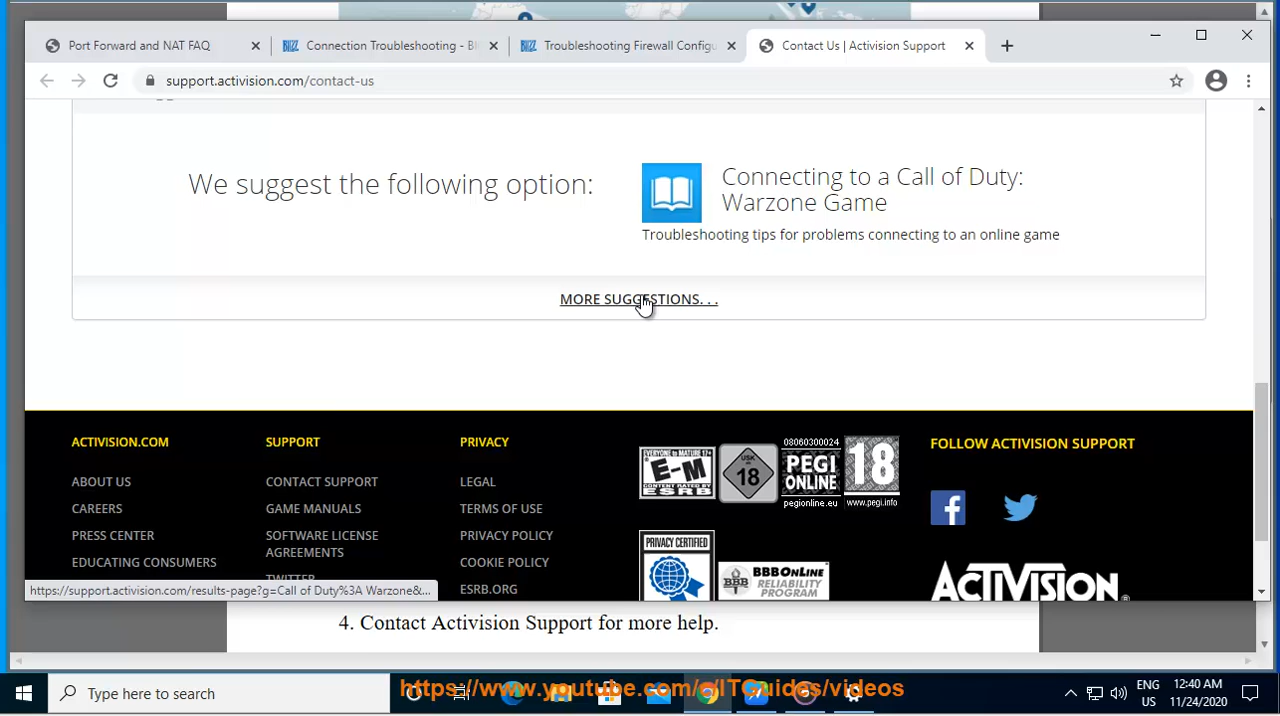 Port Forward and NAT FAQ
Connection Troubleshooting - Bl
Troubleshooting Firewall Configu
Contact Us | Activision Support
support.activision.com/contact-us
We suggest the following option:
Connecting to a Call of Duty:
Warzone Game
Troubleshooting tips for problems connecting to an online game
MORE SUGGESTIONS. . .
ACTIVISION.COM
ABOUT US
CAREERS
PRESS CENTER
EDUCATING CONSUMERS
SUPPORT
CONTACT SUPPORT
GAME MANUALS
SOFTWARE LICENSE
AGREEMENTS
TWITTER
PRIVACY
LEGAL
TERMS OF USE
PRIVACY POLICY
COOKIE POLICY
ESRB.ORG
EVERYONE to MATURE 17+
E-M
CONTENT RATED BY
ESRB
USK
18
08060300024
PEGI
ONLINE
pegionline.eu
18
www.pegi.info
PRIVACY CERTIFIED
BBB
BBBONLINE
RELIABILITY
PROGRAM
FOLLOW ACTIVISION SUPPORT
ACTIVISION
https://support.activision.com/results-page?g=Call of Duty%3A Warzone&...
4. Contact Activision Support for more help.
Type here to search
https://www.youtube.com/c/ITGuides/videos
ENG
US
12:40 AM
11/24/2020